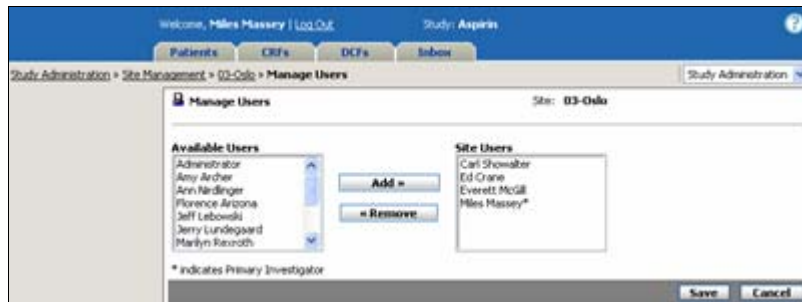 Welcome, Miles Massey | Log Out Study: Aspirin
Patients CRFs DCFs Inbox
Study Administration » Site Management » 03-Oslo » Manage Users Study Administration
Manage Users Site: 03-Oslo
Available Users Site Users
Administrator Carl Showalter
Amy Archer Ed Crane
Ann Nirdlinger Everett McGill
Florence Arizona Miles Massey*
Jeff Lebowski
Jerry Lundegaard
Marilyn Rexroth
Add »
« Remove
* indicates Primary Investigator
Save Cancel